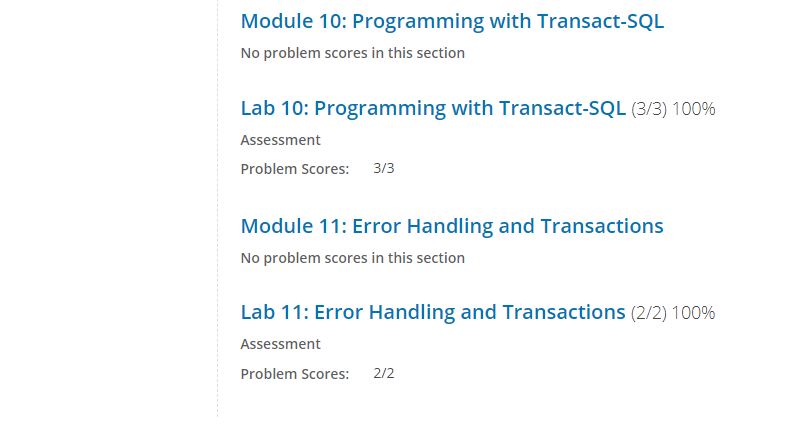 Module 10: Programming with Transact-SQL
No problem scores in this section
Lab 10: Programming with Transact-SQL (3/3) 100%
Assessment
Problem Scores: 3/3
Module 11: Error Handling and Transactions
No problem scores in this section
Lab 11: Error Handling and Transactions (2/2) 100%
Assessment
Problem Scores: 2/2